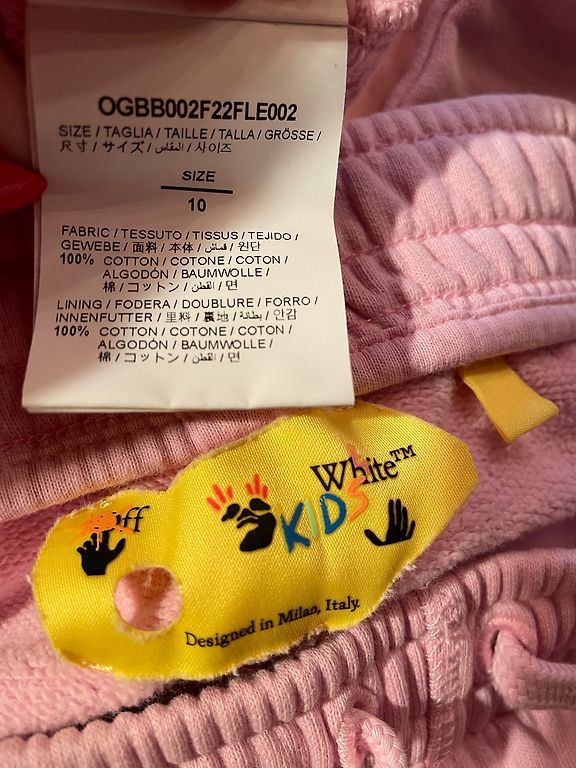 OGBB002F22FLE002
SIZE / TAGLIA / TAILLE / TALLA / GRÖSSE /
尺寸 / サイズ / المقاس / 사이즈
SIZE
10
FABRIC / TESSUTO / TISSUS / TEJIDO /
GEWEBE / 面料 / 本体 / قماش / 원단
100% COTTON / COTONE / COTON /
ALGODÓN / BAUMWOLLE /
棉 / コットン / القطن / 면
LINING / FODERA / DOUBLURE / FORRO /
INNENFUTTER / 里料 / 裏地 / بطانة / 안감
100% COTTON / COTONE / COTON /
ALGODÓN / BAUMWOLLE /
棉 / コットン / القطن / 면
Off
White™
KIDS
Designed in Milan, Italy.